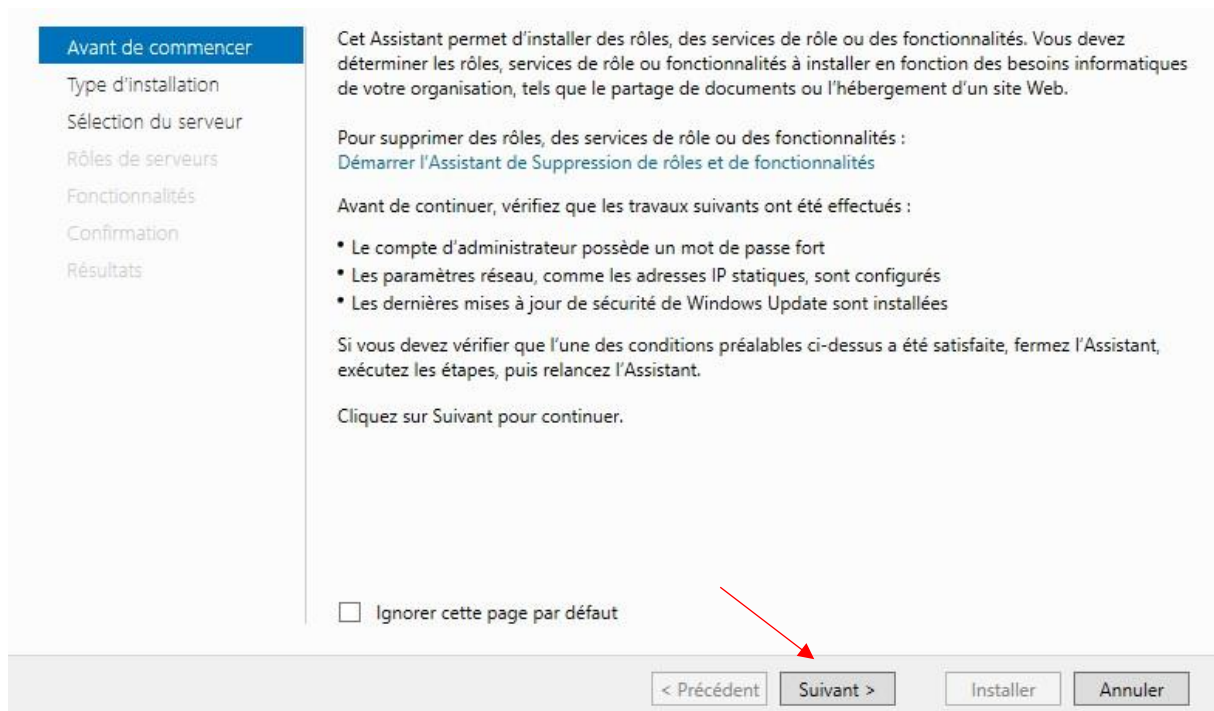 Avant de commencer
Type d'installation
Sélection du serveur
Rôles de serveurs
Fonctionnalités
Confirmation
Résultats
Cet Assistant permet d'installer des rôles, des services de rôle ou des fonctionnalités. Vous devez
déterminer les rôles, services de rôle ou fonctionnalités à installer en fonction des besoins informatiques
de votre organisation, tels que le partage de documents ou l'hébergement d'un site Web.
Pour supprimer des rôles, des services de rôle ou des fonctionnalités :
Démarrer l'Assistant de Suppression de rôles et de fonctionnalités
Avant de continuer, vérifiez que les travaux suivants ont été effectués :
• Le compte d'administrateur possède un mot de passe fort
• Les paramètres réseau, comme les adresses IP statiques, sont configurés
• Les dernières mises à jour de sécurité de Windows Update sont installées
Si vous devez vérifier que l'une des conditions préalables ci-dessus a été satisfaite, fermez l'Assistant,
exécutez les étapes, puis relancez l'Assistant.
Cliquez sur Suivant pour continuer.
Ignorer cette page par défaut
< Précédent Suivant > Installer Annuler